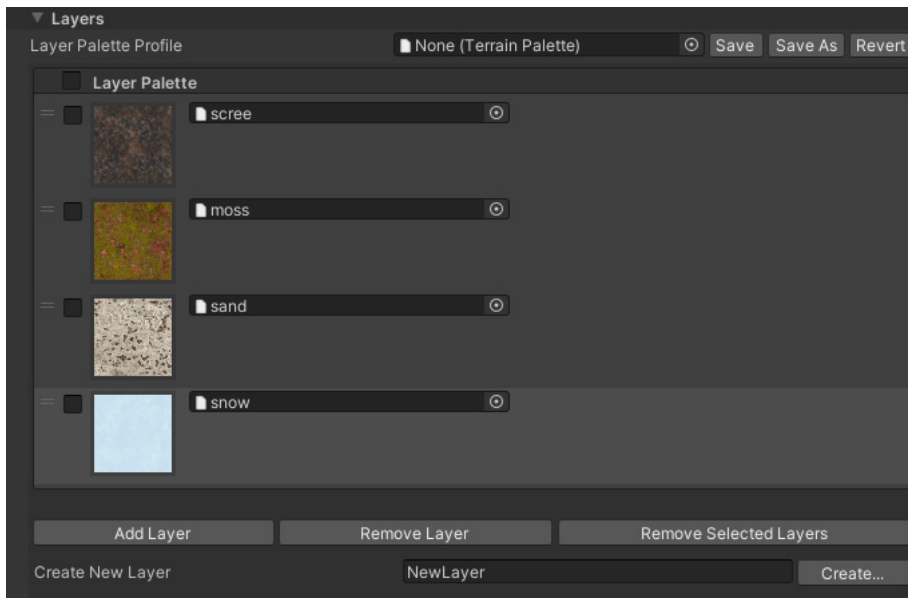 Layers
Layer Palette Profile None (Terrain Palette) Save Save As Revert
Layer Palette
scree
moss
sand
snow
Add Layer Remove Layer Remove Selected Layers
Create New Layer NewLayer Create...